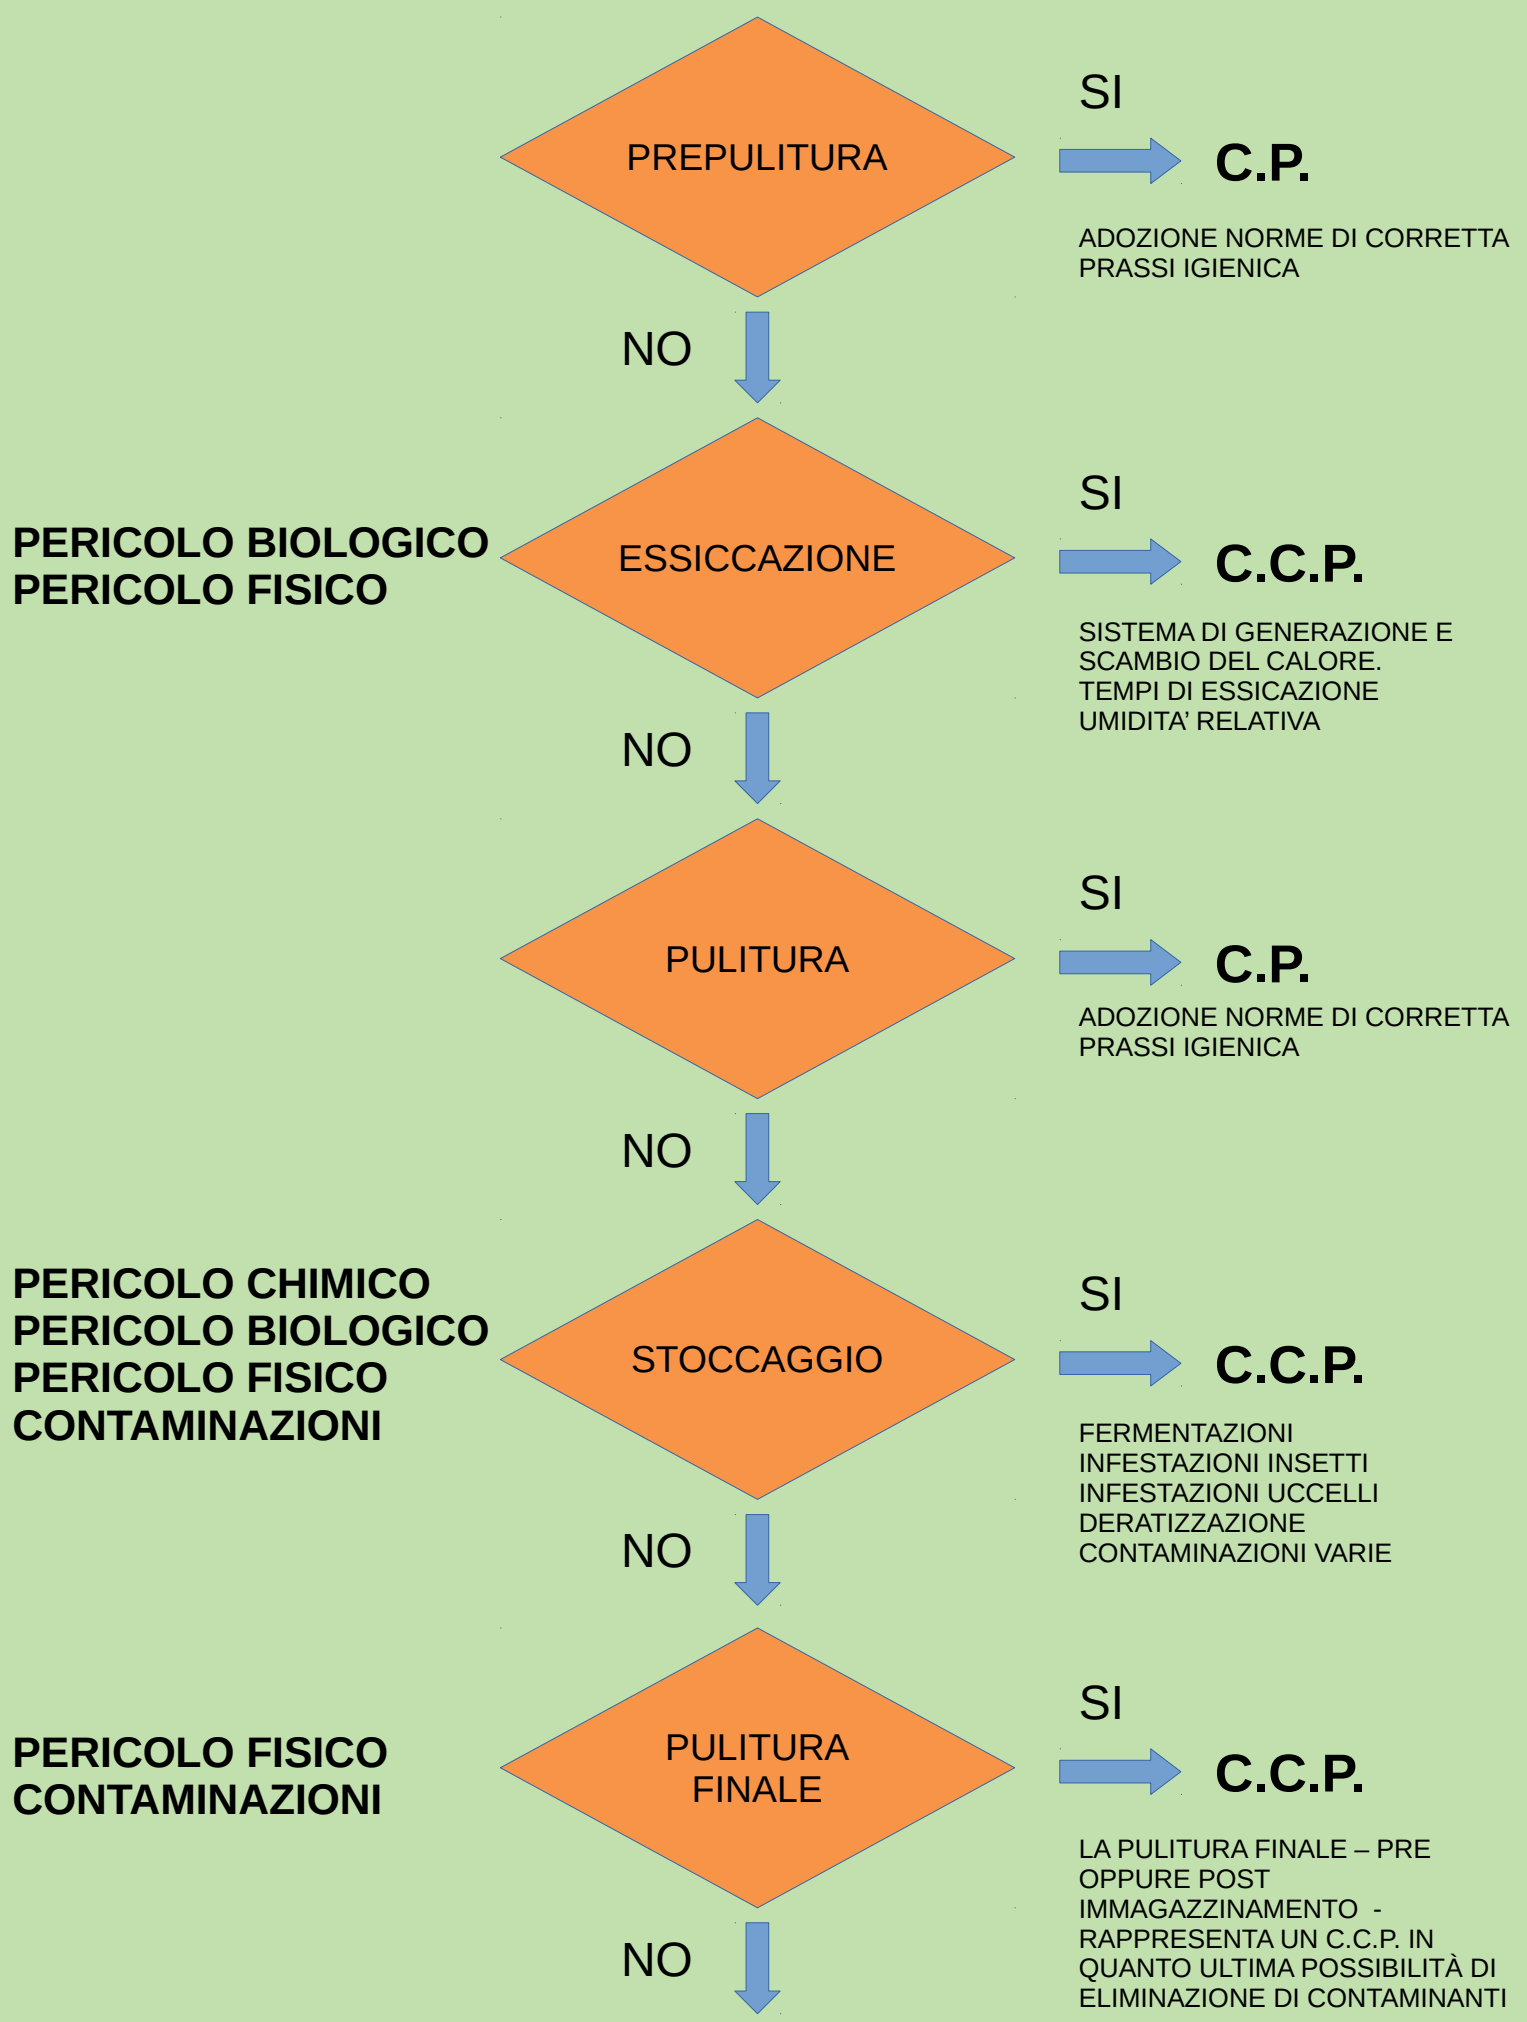 SI
PREPULITURA
C.P.
ADOZIONE NORME DI CORRETTA
PRASSI IGIENICA
NO
PERICOLO BIOLOGICO
PERICOLO FISICO
ESSICCAZIONE
SI
C.C.P.
SISTEMA DI GENERAZIONE E
SCAMBIO DEL CALORE.
TEMPI DI ESSICAZIONE
UMIDITA’ RELATIVA
NO
PULITURA
SI
C.P.
ADOZIONE NORME DI CORRETTA
PRASSI IGIENICA
NO
PERICOLO CHIMICO
PERICOLO BIOLOGICO
PERICOLO FISICO
CONTAMINAZIONI
STOCCAGGIO
SI
C.C.P.
FERMENTAZIONI
INFESTAZIONI INSETTI
INFESTAZIONI UCCELLI
DERATIZZAZIONE
CONTAMINAZIONI VARIE
NO
PERICOLO FISICO
CONTAMINAZIONI
PULITURA
FINALE
SI
C.C.P.
LA PULITURA FINALE – PRE
OPPURE POST
IMMAGAZZINAMENTO -
RAPPRESENTA UN C.C.P. IN
QUANTO ULTIMA POSSIBILITÀ DI
ELIMINAZIONE DI CONTAMINANTI
NO